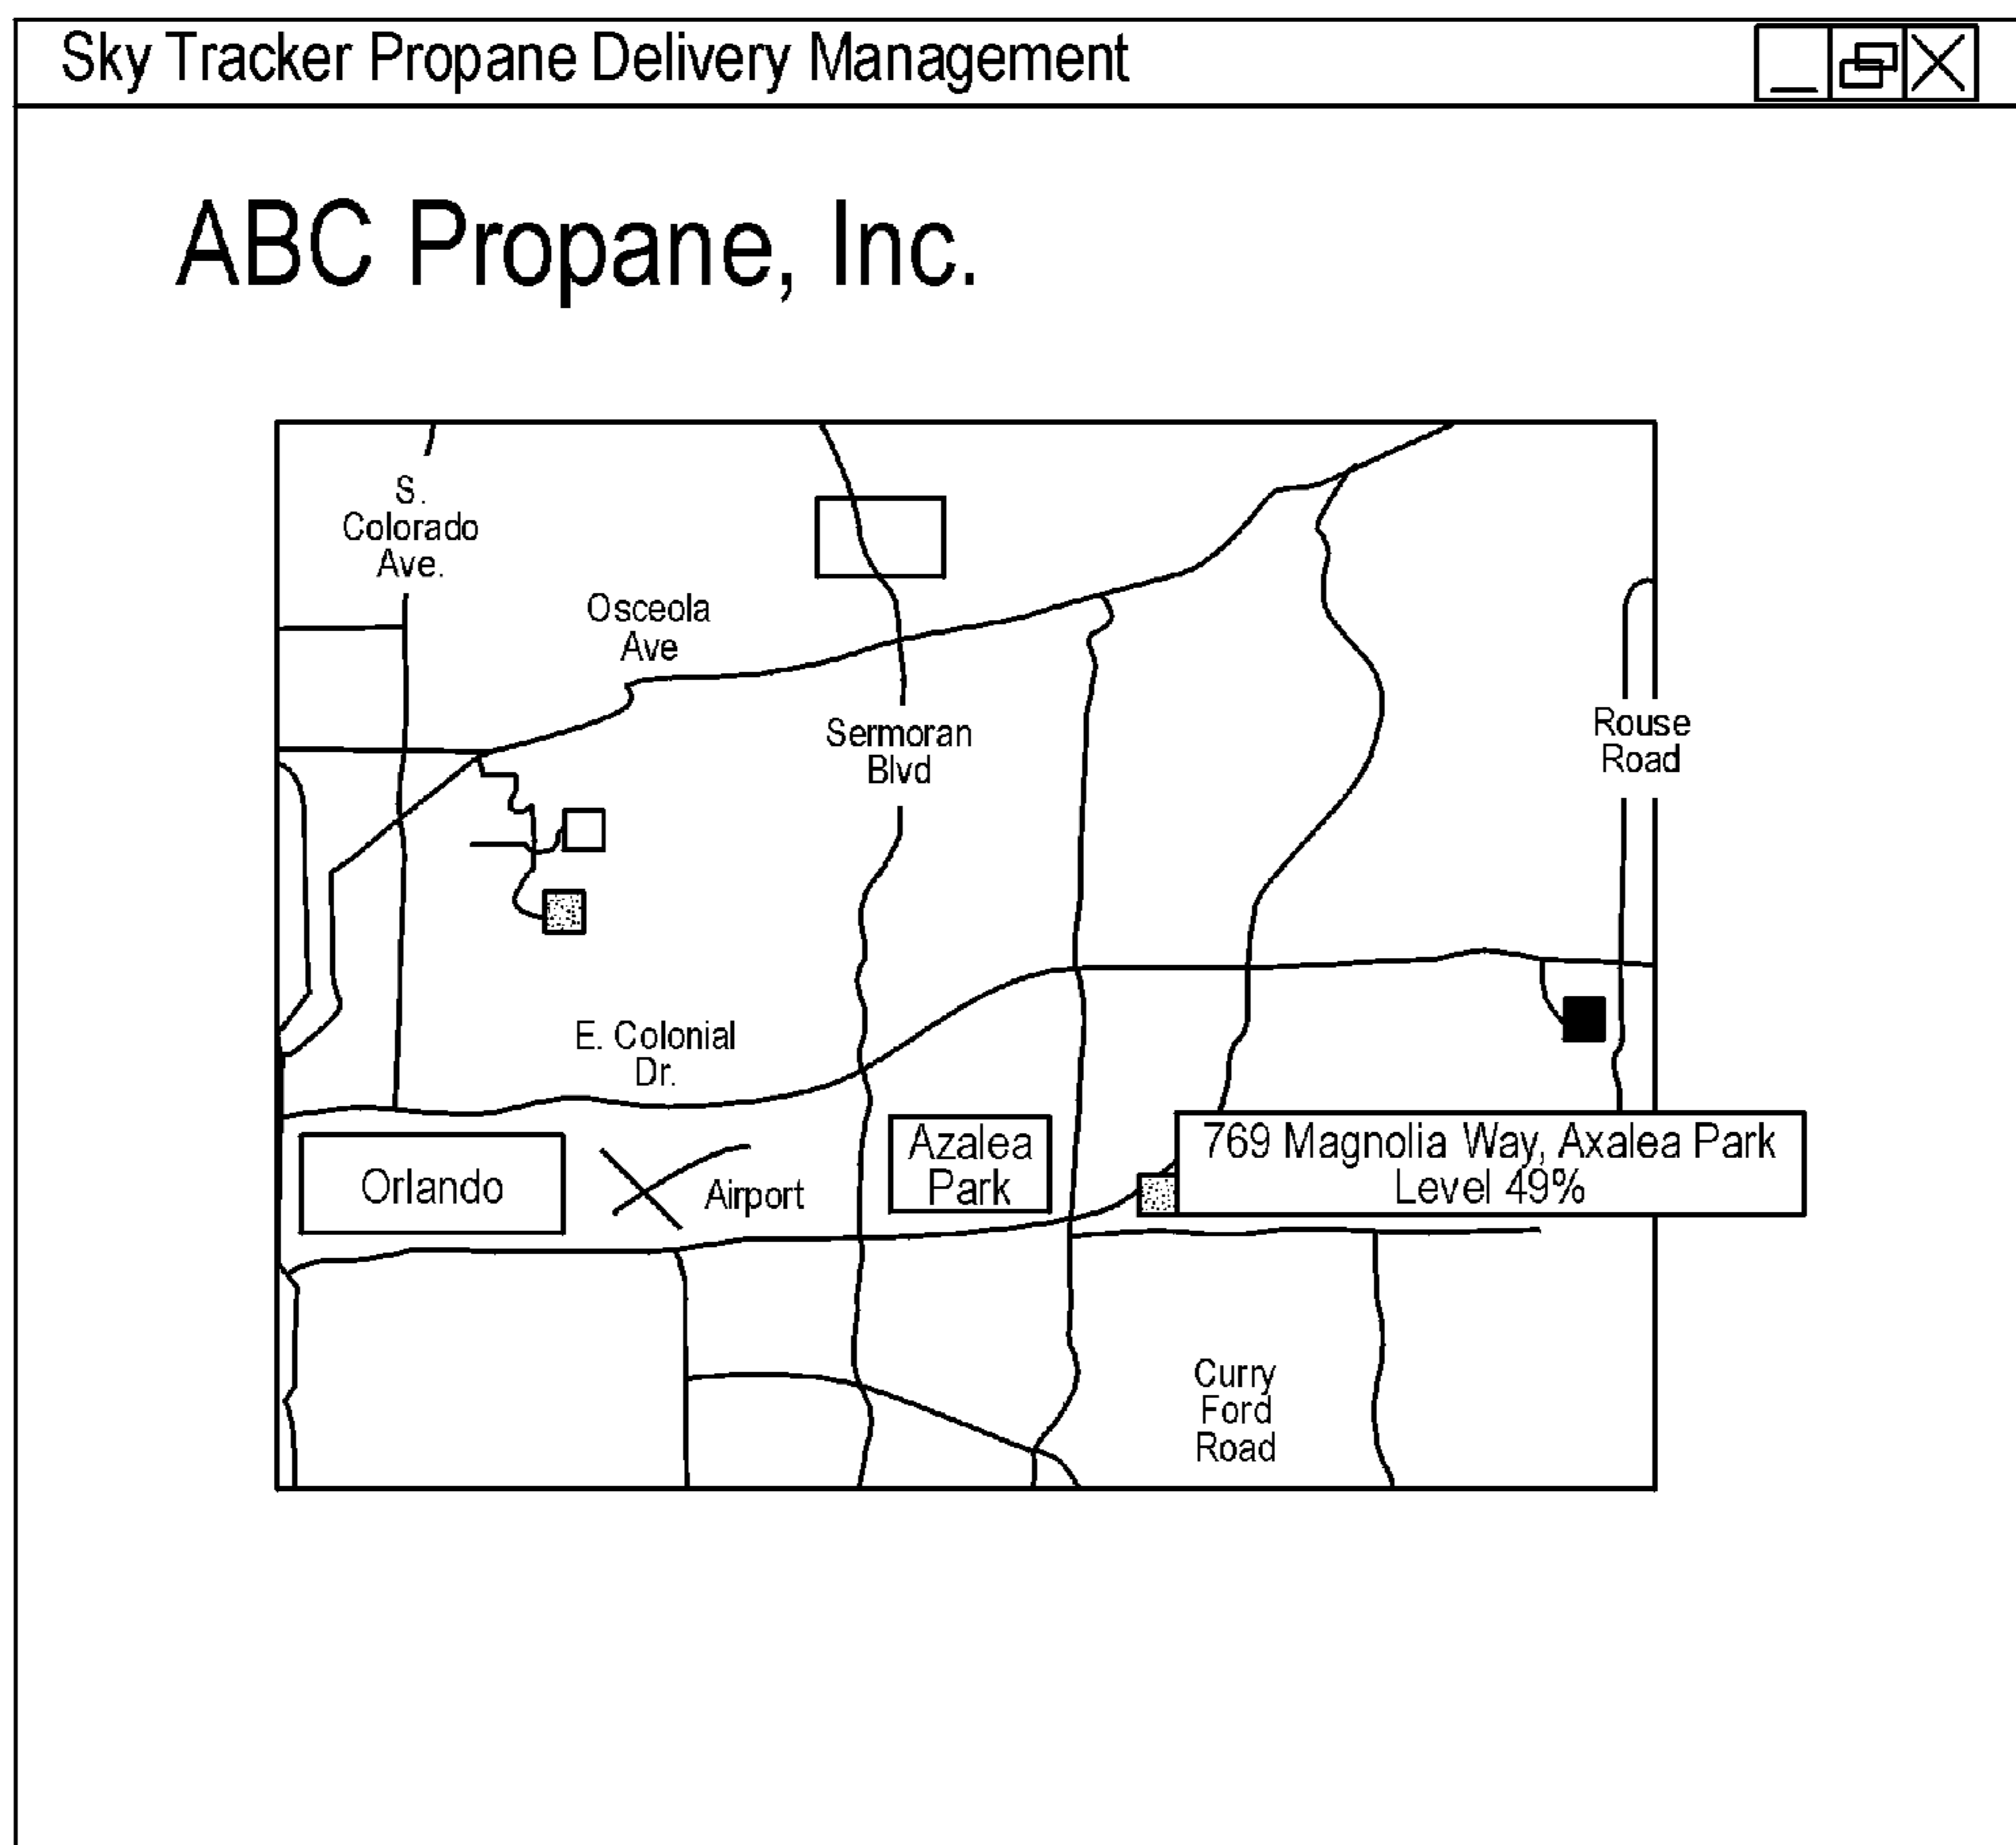 Sky Tracker Propane Delivery Management
ABC Propane, Inc.
S.
Colorado
Ave.
Osceola
Ave
Sermoran
Blvd
Rouse
Road
E. Colonial
Dr.
Orlando
Airport
Azalea
Park
769 Magnolia Way, Axalea Park
Level 49%
Curry
Ford
Road